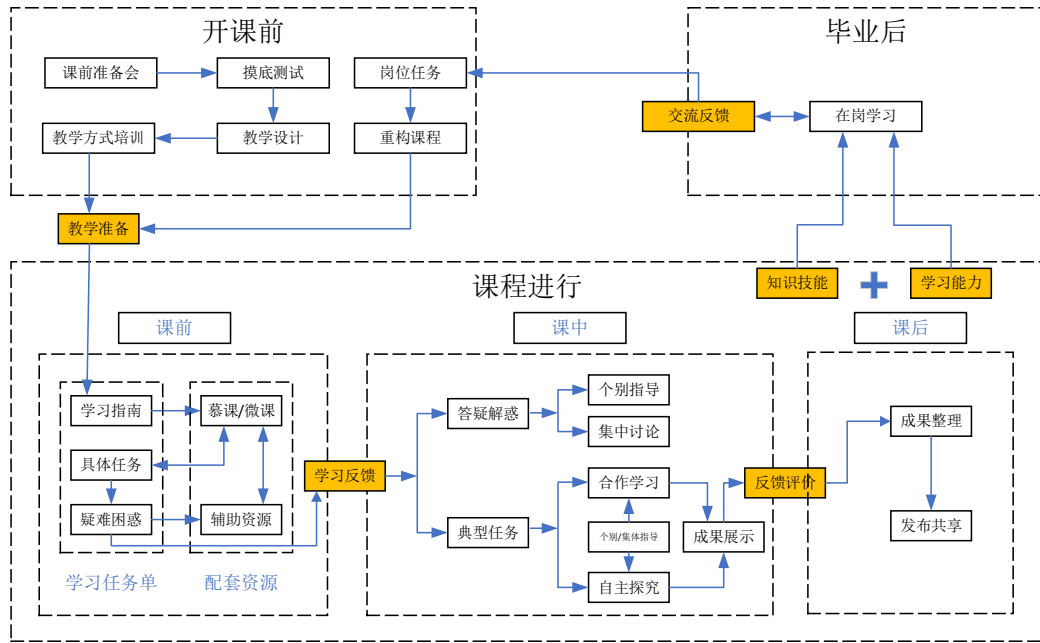 开课前
毕业后
课前准备会
摸底测试
岗位任务
交流反馈
在岗学习
教学方式培训
教学设计
重构课程
教学准备
课程进行
知识技能
学习能力
课前
课中
课后
学习指南
慕课/微课
答疑解惑
个别指导
集中讨论
成果整理
具体任务
学习反馈
合作学习
反馈评价
疑难困惑
辅助资源
典型任务
个别/集体指导
成果展示
发布共享
自主探究
学习任务单
配套资源